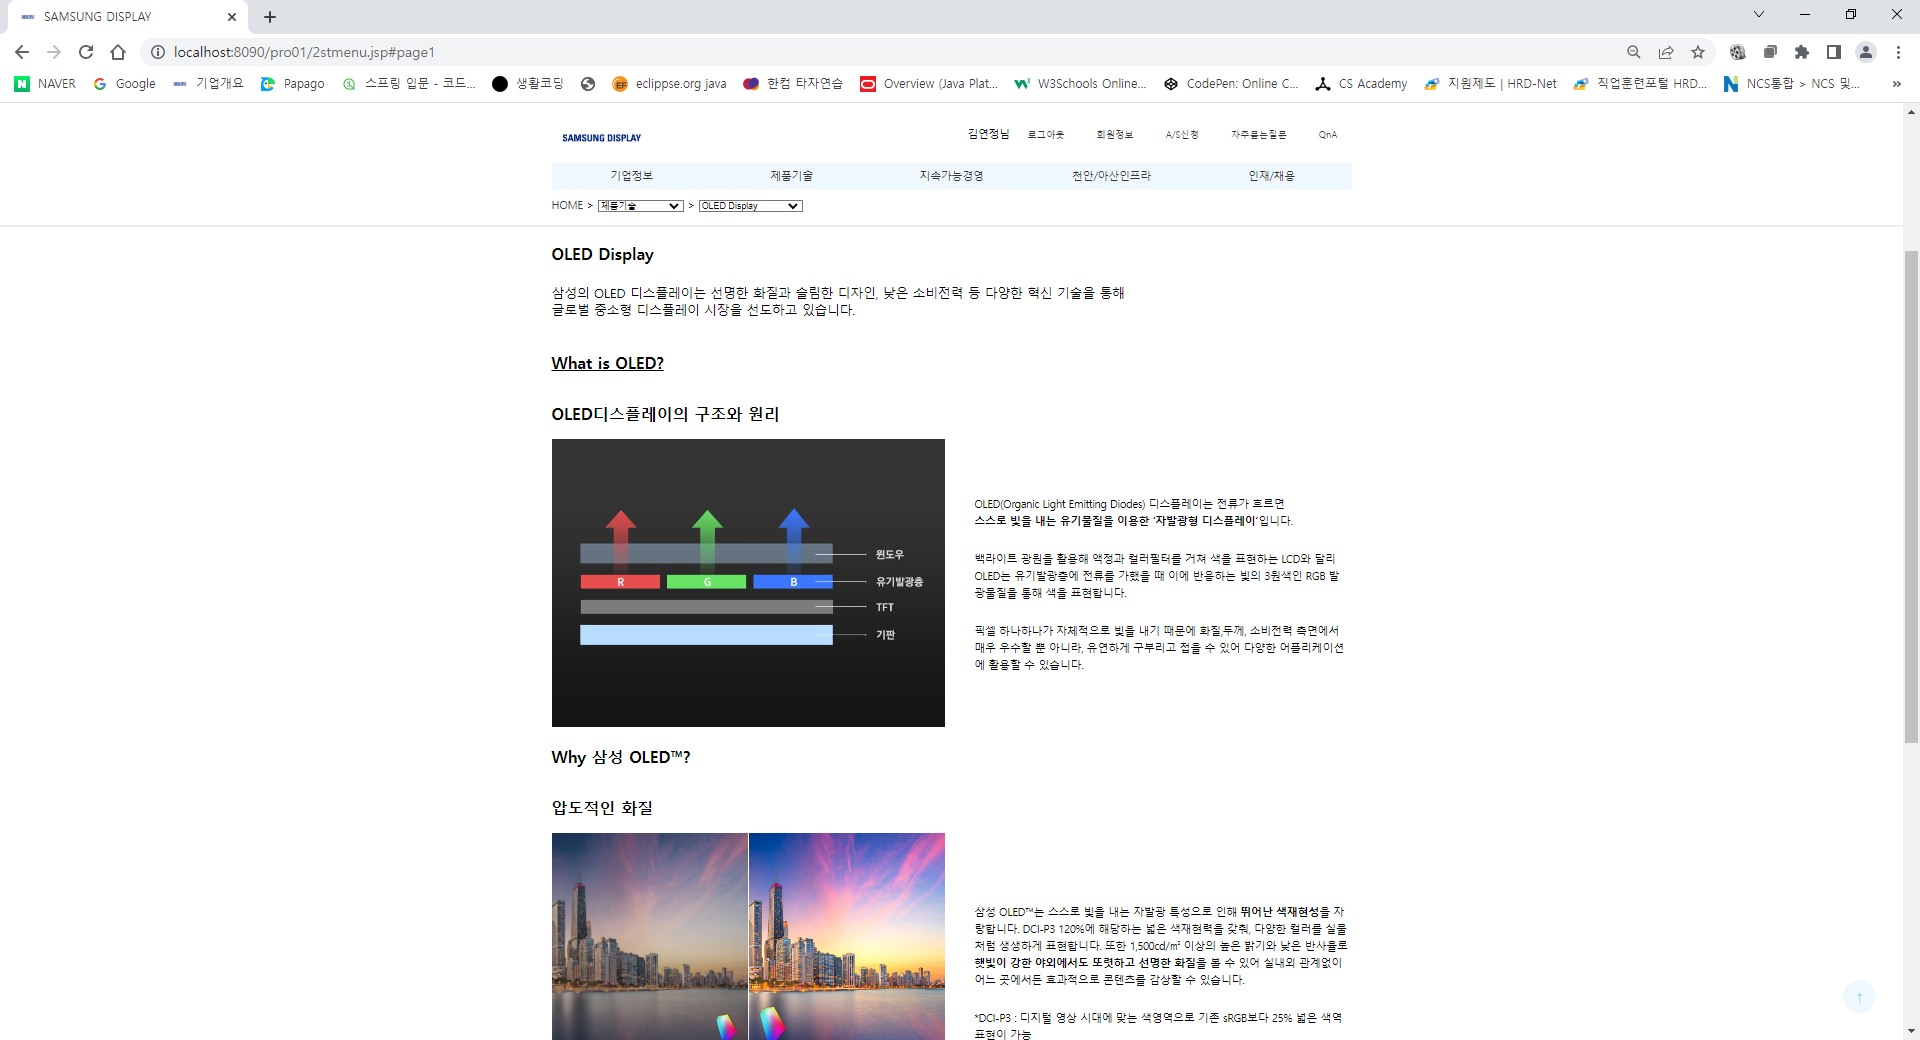 SAMSUNG DISPLAY
localhost:8090/pro01/2stmenu.jsp#page1
NAVER Google 기업개요 Papago 스프링 입문 - 코드... 생활코딩 eclippse.org java 한컴 타자연습 Overview (Java Plat... W3Schools Online... CodePen: Online C... CS Academy 지원제도 | HRD-Net 직업훈련포털 HRD... NCS통합 > NCS 및... »
SAMSUNG DISPLAY 김연정님 로그아웃 회원정보 A/S신청 자주묻는질문 QnA
기업정보 제품기술 지속가능경영 천안/아산인프라 인재/채용
HOME > 제품기술 > OLED Display
OLED Display
삼성의 OLED 디스플레이는 선명한 화질과 슬림한 디자인, 낮은 소비전력 등 다양한 혁신 기술을 통해
글로벌 중소형 디스플레이 시장을 선도하고 있습니다.
What is OLED?
OLED디스플레이의 구조와 원리
윈도우
R G B 유기발광층
TFT
기판
OLED(Organic Light Emitting Diodes) 디스플레이는 전류가 흐르면
스스로 빛을 내는 유기물질을 이용한 '자발광형 디스플레이'입니다.
백라이트 광원을 활용해 액정과 컬러필터를 거쳐 색을 표현하는 LCD와 달리
OLED는 유기발광층에 전류를 가했을 때 이에 반응하는 빛의 3원색인 RGB 발
광물질을 통해 색을 표현합니다.
픽셀 하나하나가 자체적으로 빛을 내기 때문에 화질,두께, 소비전력 측면에서
매우 우수할 뿐 아니라, 유연하게 구부리고 접을 수 있어 다양한 어플리케이션
에 활용할 수 있습니다.
Why 삼성 OLED™?
압도적인 화질
삼성 OLED™는 스스로 빛을 내는 자발광 특성으로 인해 뛰어난 색재현성을 자
랑합니다. DCI-P3 120%에 해당하는 넓은 색재현력을 갖춰, 다양한 컬러를 실물
처럼 생생하게 표현합니다. 또한 1,500cd/㎡ 이상의 높은 밝기와 낮은 반사율로
햇빛이 강한 야외에서도 또렷하고 선명한 화질을 볼 수 있어 실내외 관계없이
어느 곳에서든 효과적으로 콘텐츠를 감상할 수 있습니다.
*DCI-P3 : 디지털 영상 시대에 맞는 색영역으로 기존 sRGB보다 25% 넓은 색역
표현이 가능
↑